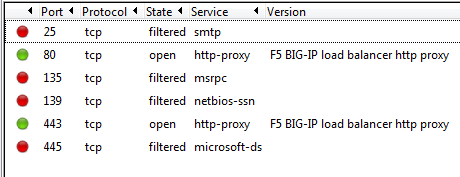 Port Protocol State Service Version
25 tcp filtered smtp
80 tcp open http-proxy F5 BIG-IP load balancer http proxy
135 tcp filtered msrpc
139 tcp filtered netbios-ssn
443 tcp open http-proxy F5 BIG-IP load balancer http proxy
445 tcp filtered microsoft-ds